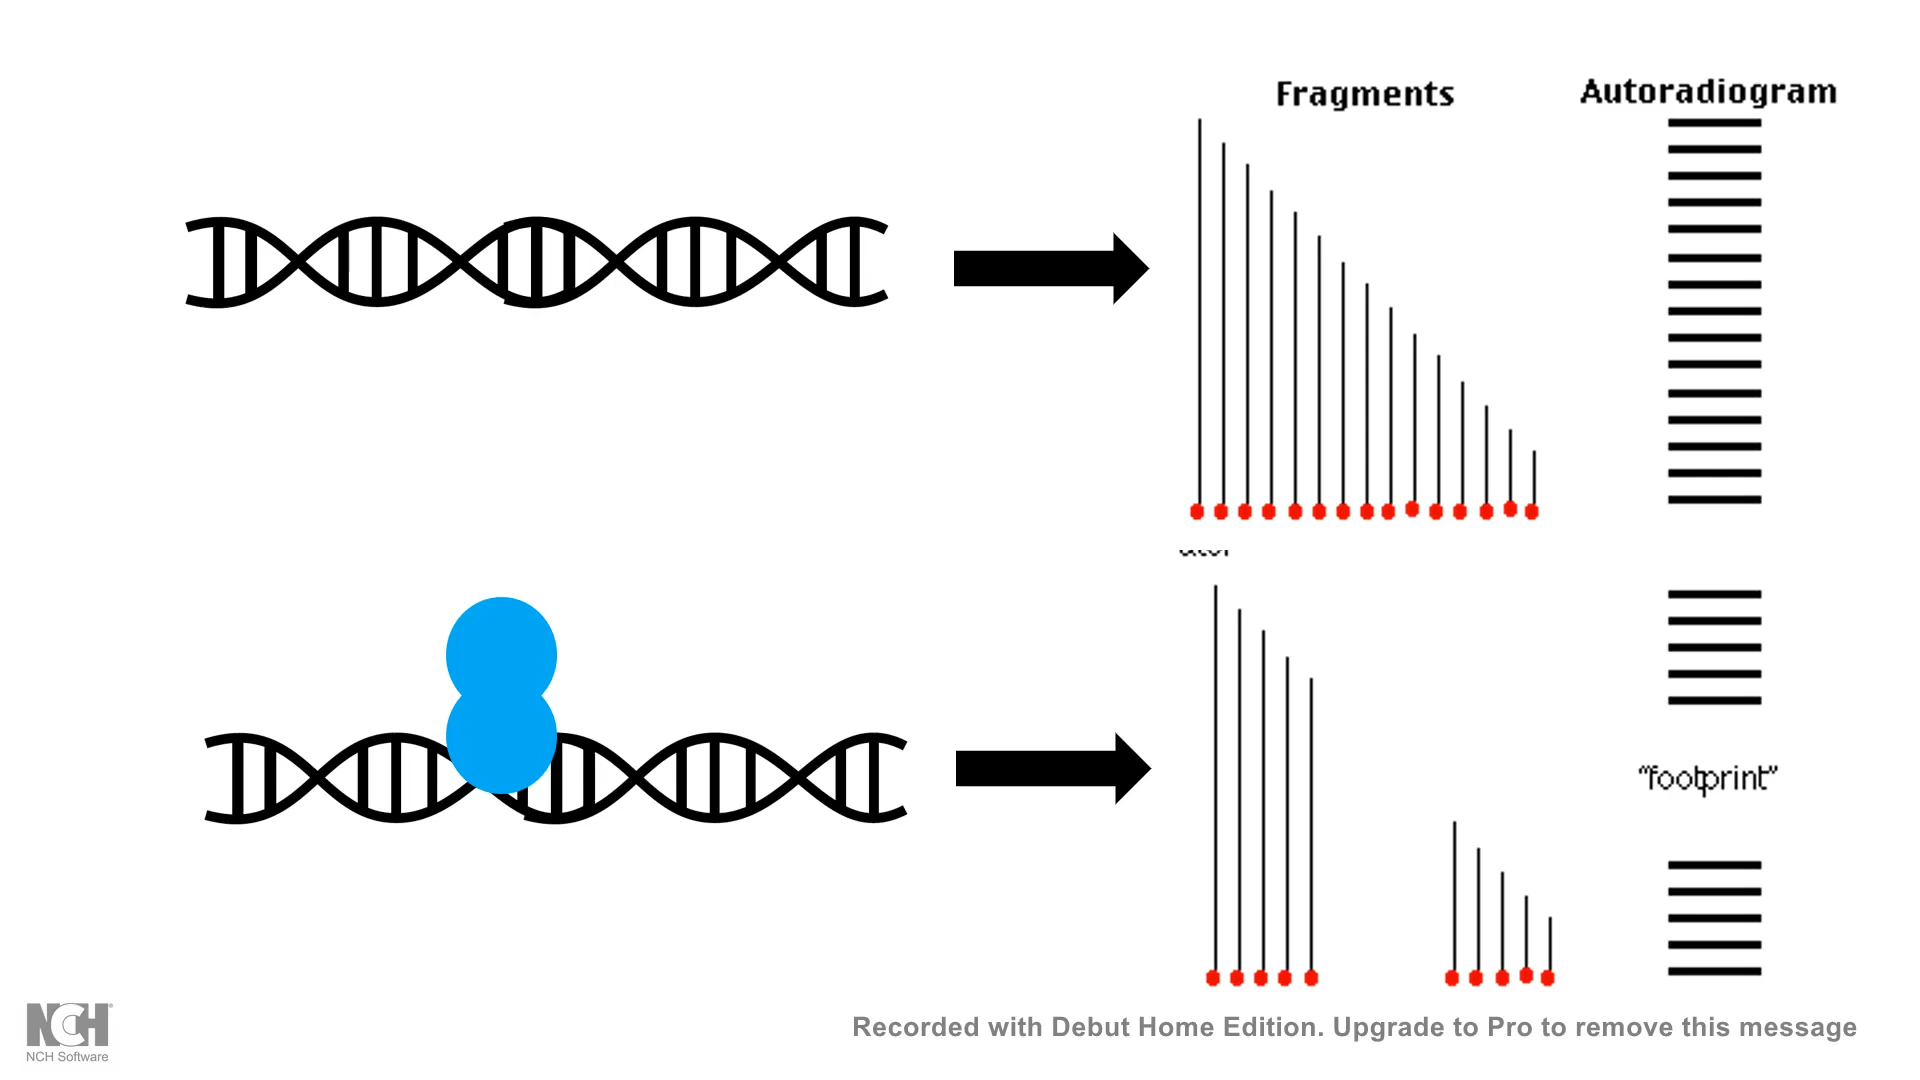 Fragments
Autoradiogram
"footprint"
NCH
NCH Software
Recorded with Debut Home Edition. Upgrade to Pro to remove this message